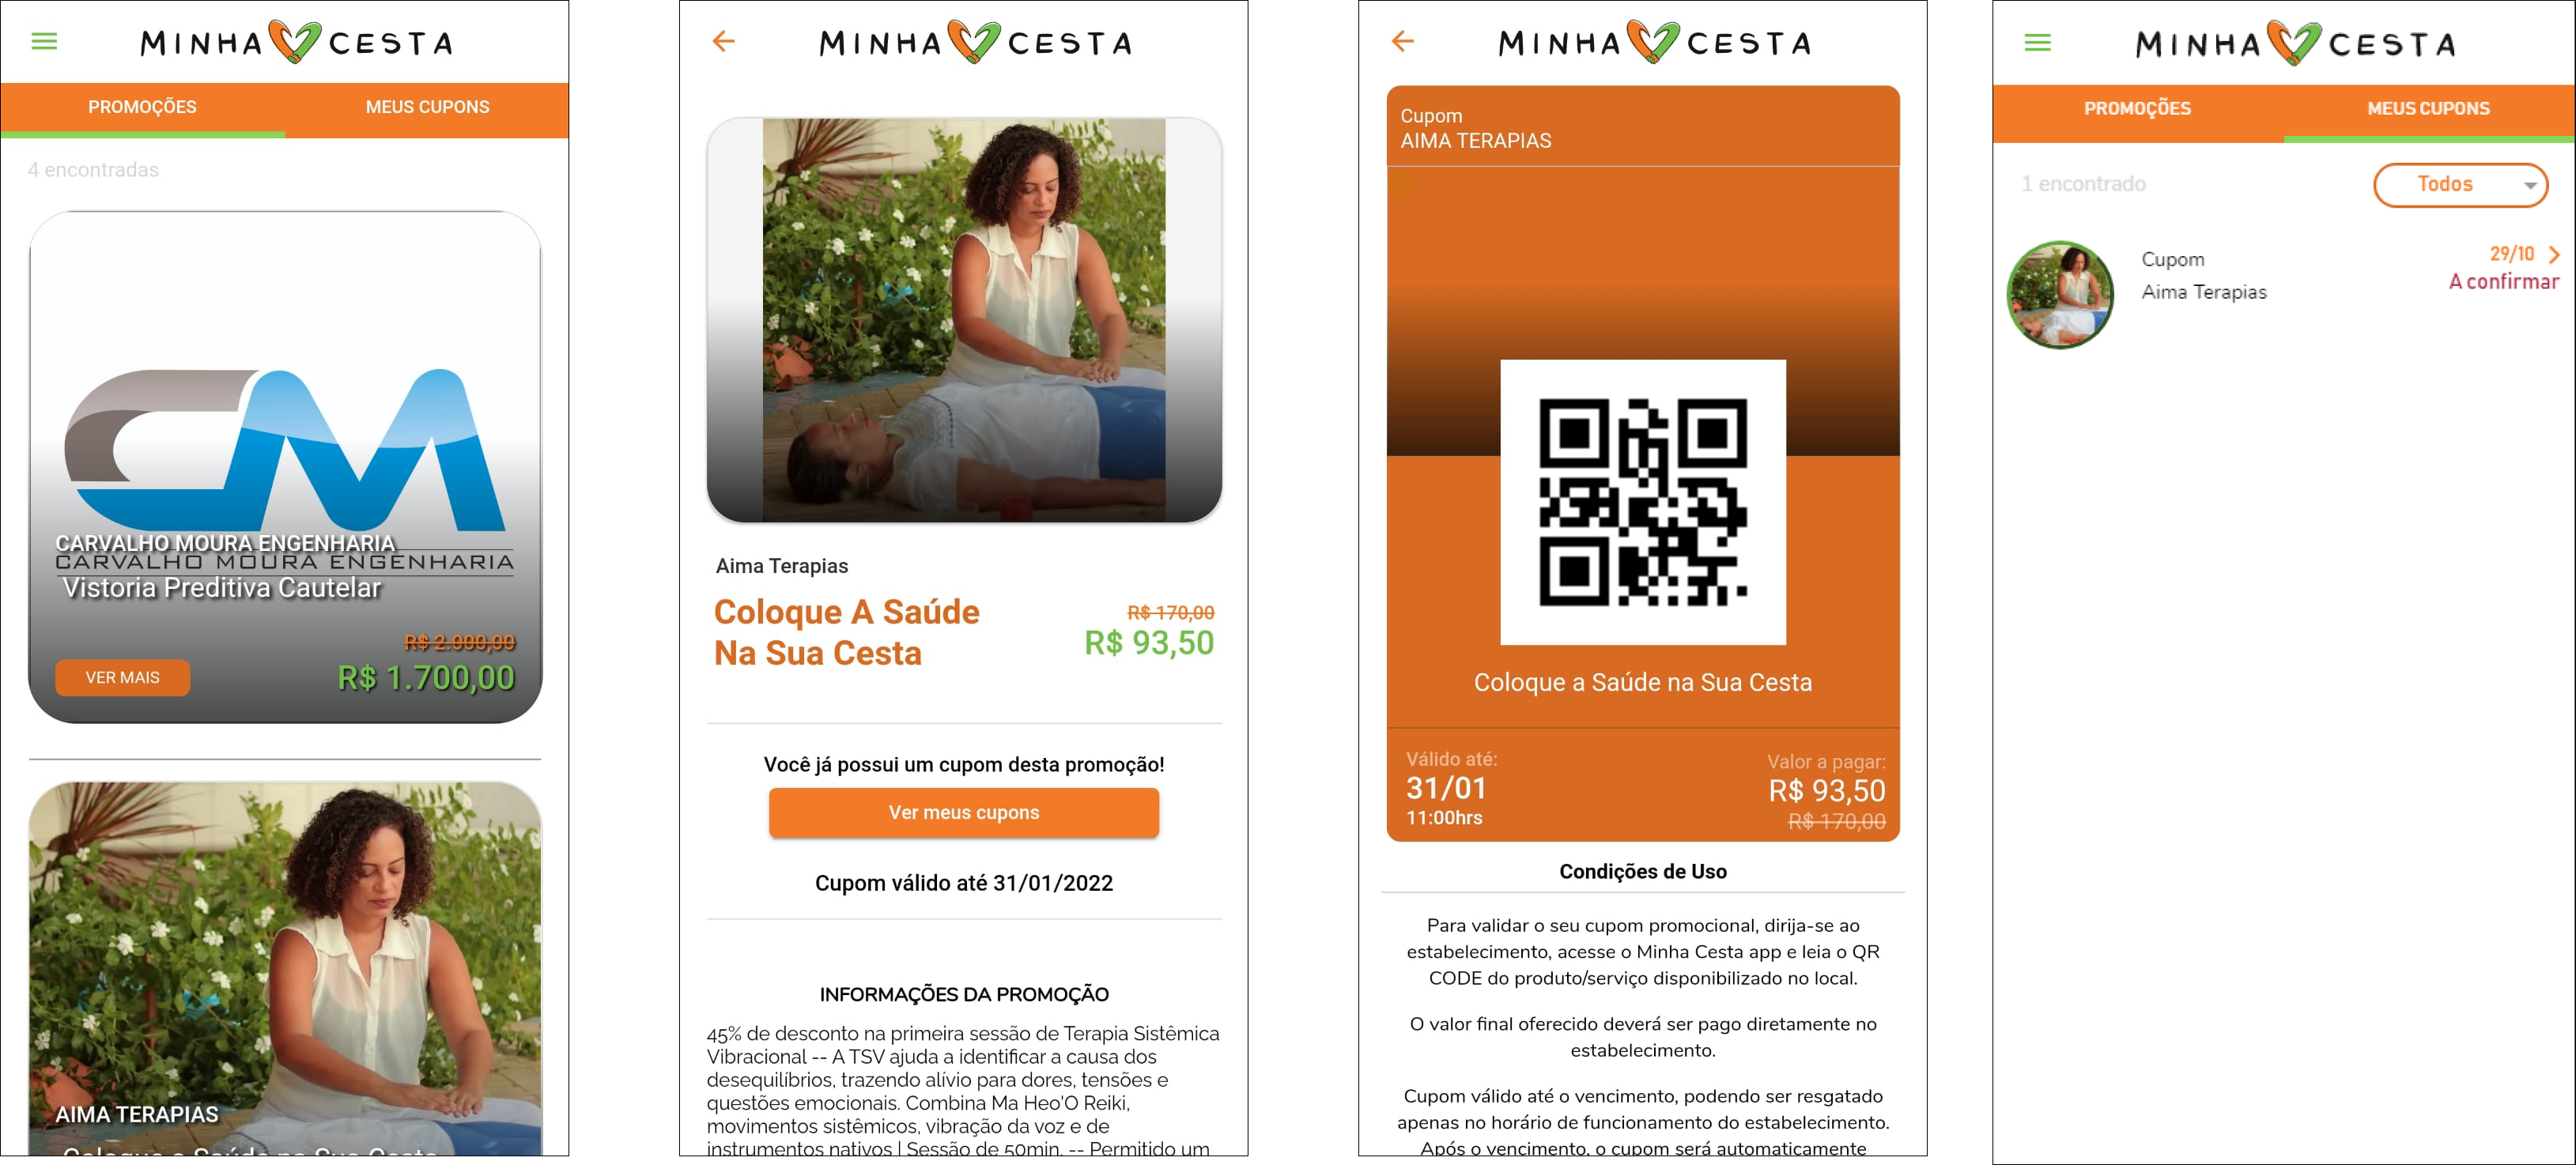 MINHA CESTA
PROMOÇÕES
MEUS CUPONS
4 encontradas
CM
CARVALHO MOURA ENGENHARIA
CARVALHO MOURA ENGENHARIA
Vistoria Preditiva Cautelar
R$ 2.000,00
VER MAIS
R$ 1.700,00
AIMA TERAPIAS
Coloque a Saúde na Sua Cesta
MINHA CESTA
Aima Terapias
Coloque A Saúde
Na Sua Cesta
R$ 170,00
R$ 93,50
Você já possui um cupom desta promoção!
Ver meus cupons
Cupom válido até 31/01/2022
INFORMAÇÕES DA PROMOÇÃO
45% de desconto na primeira sessão de Terapia Sistêmica
Vibracional -- A TSV ajuda a identificar a causa dos
desequilíbrios, trazendo alívio para dores, tensões e
questões emocionais. Combina Ma Heo'O Reiki,
movimentos sistêmicos, vibração da voz e de
instrumentos nativos | Sessão de 50min. -- Permitido um
MINHA CESTA
Cupom
AIMA TERAPIAS
Coloque a Saúde na Sua Cesta
Válido até:
31/01
11:00hrs
Valor a pagar:
R$ 93,50
R$ 170,00
Condições de Uso
Para validar o seu cupom promocional, dirija-se ao
estabelecimento, acesse o Minha Cesta app e leia o QR
CODE do produto/serviço disponibilizado no local.
O valor final oferecido deverá ser pago diretamente no
estabelecimento.
Cupom válido até o vencimento, podendo ser resgatado
apenas no horário de funcionamento do estabelecimento.
Após o vencimento, o cupom será automaticamente
MINHA CESTA
PROMOÇÕES
MEUS CUPONS
1 encontrado
Todos
Cupom
Aima Terapias
29/10
A confirmar